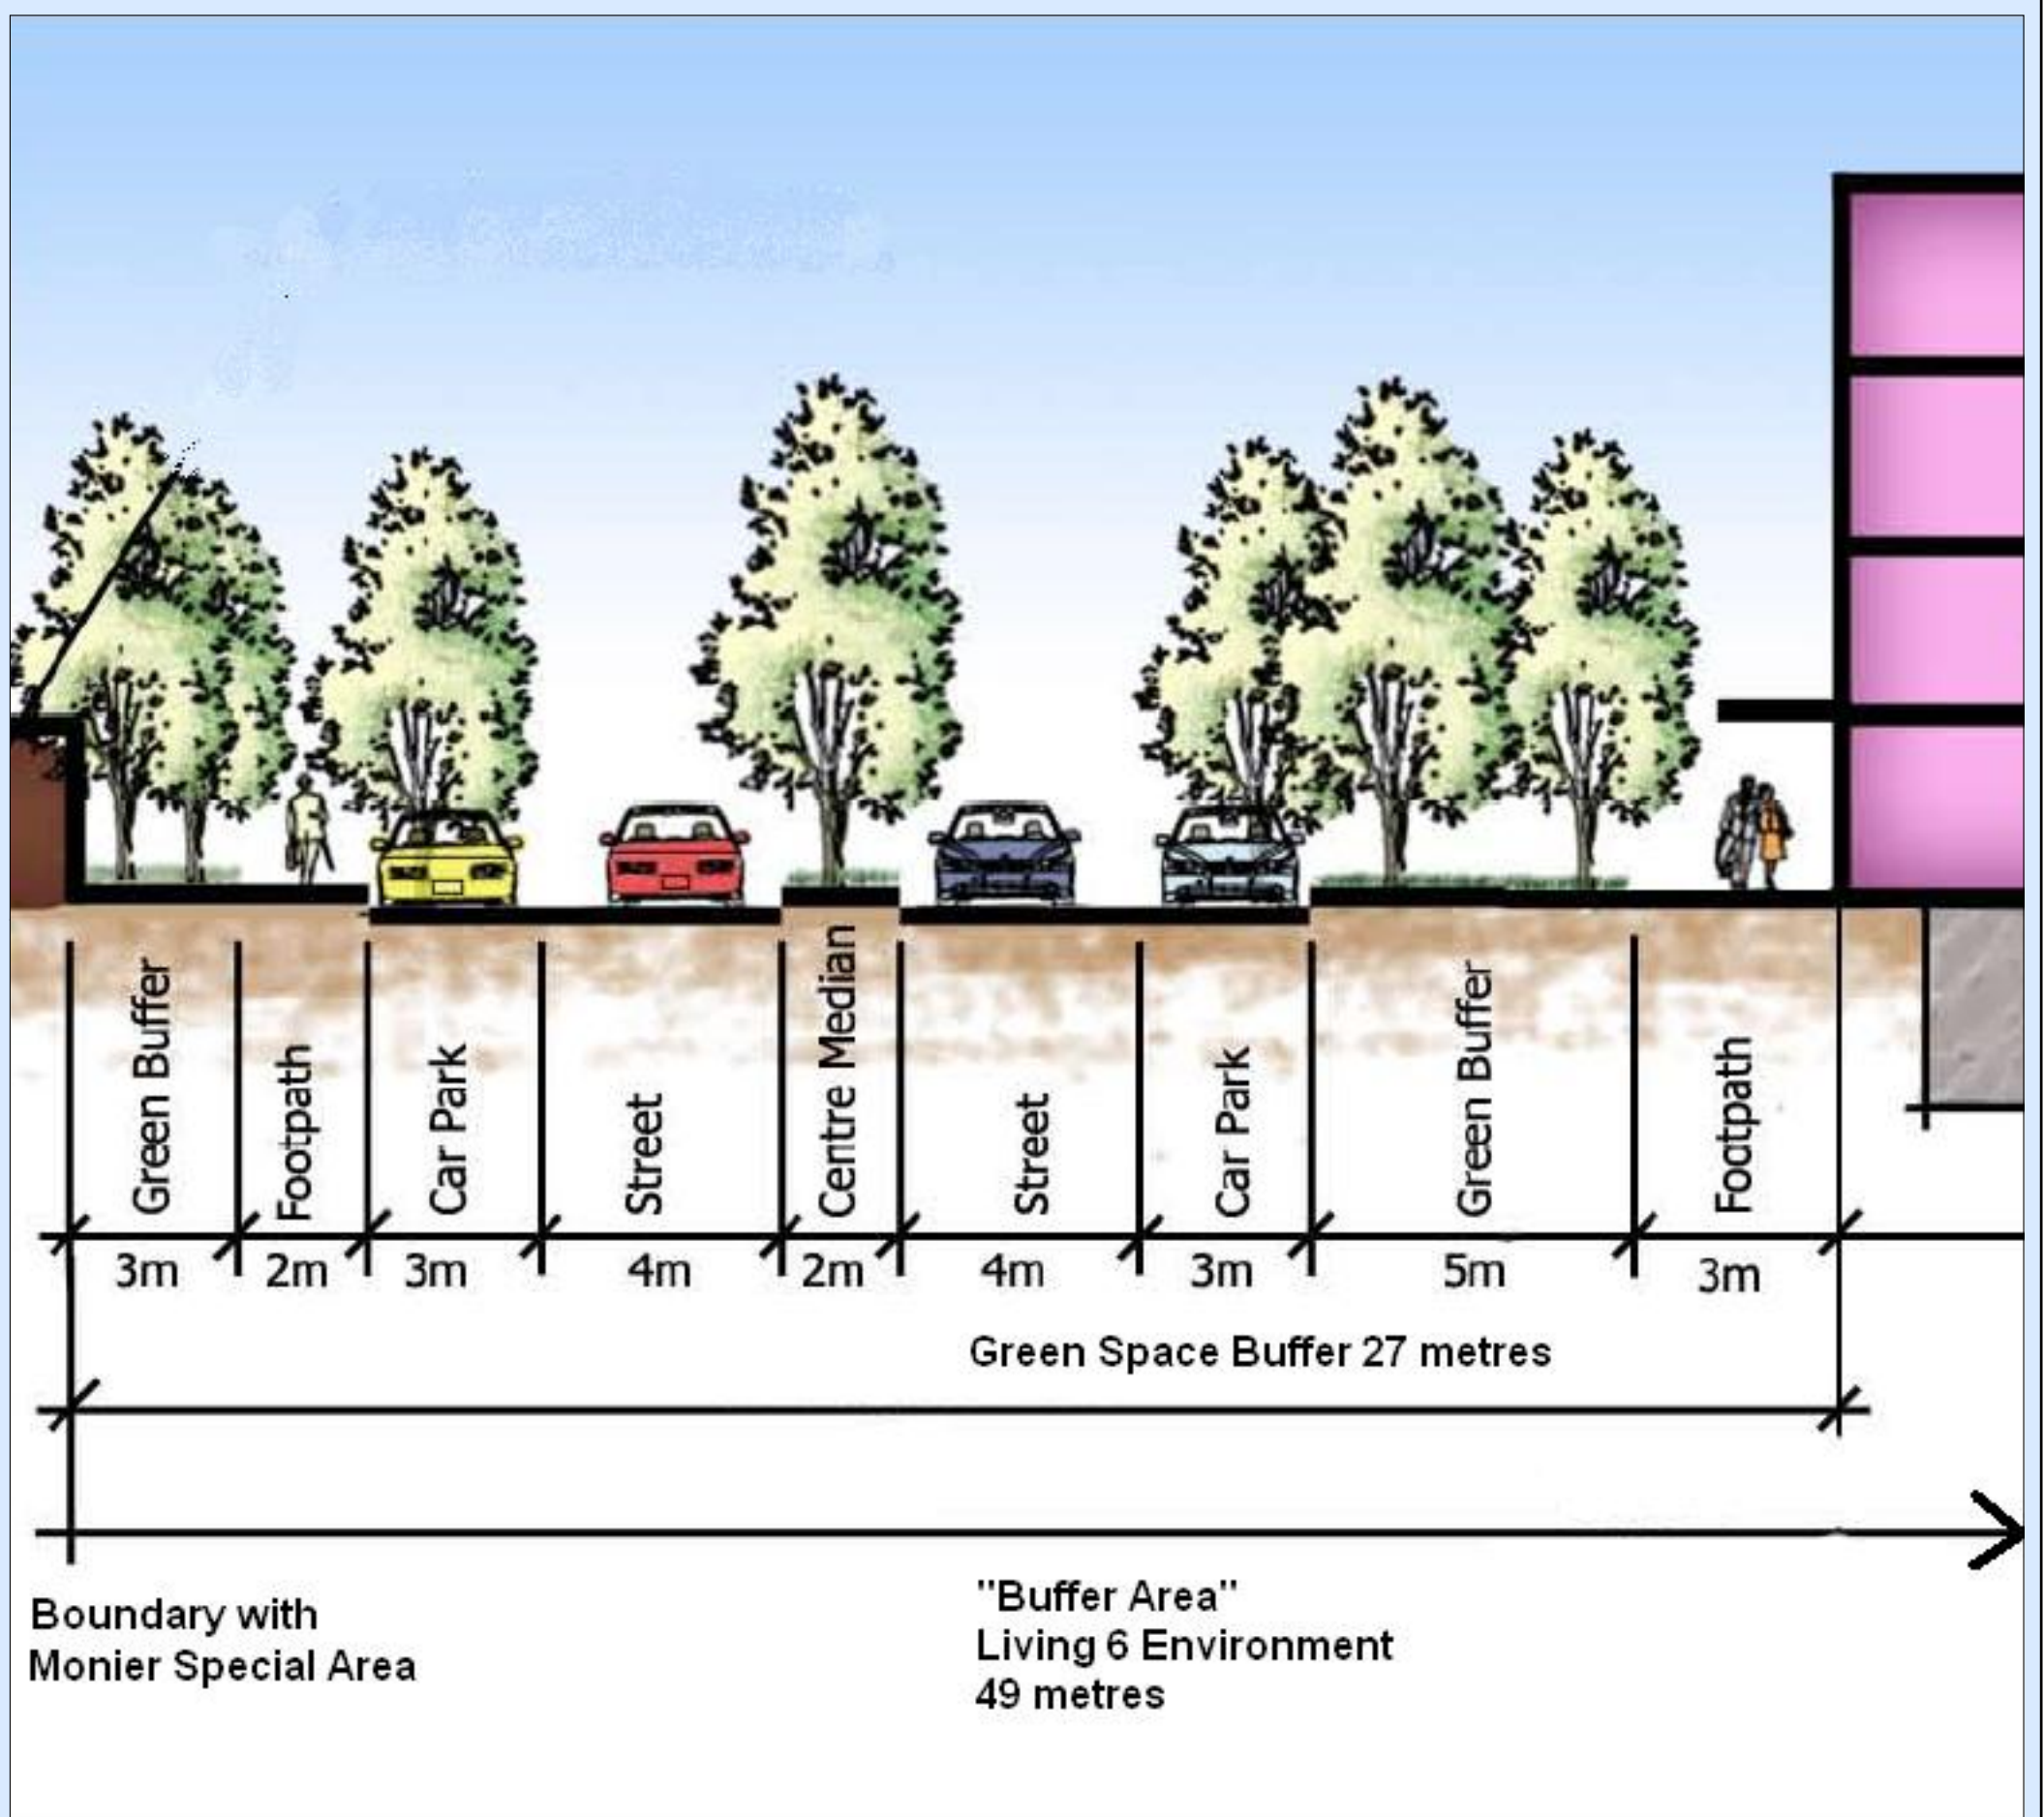 Green Buffer
Footpath
Car Park
Street
Centre Median
Street
Car Park
Green Buffer
Footpath
3m 2m 3m 4m 2m 4m 3m 5m 3m
Green Space Buffer 27 metres
Boundary with
Monier Special Area
"Buffer Area"
Living 6 Environment
49 metres